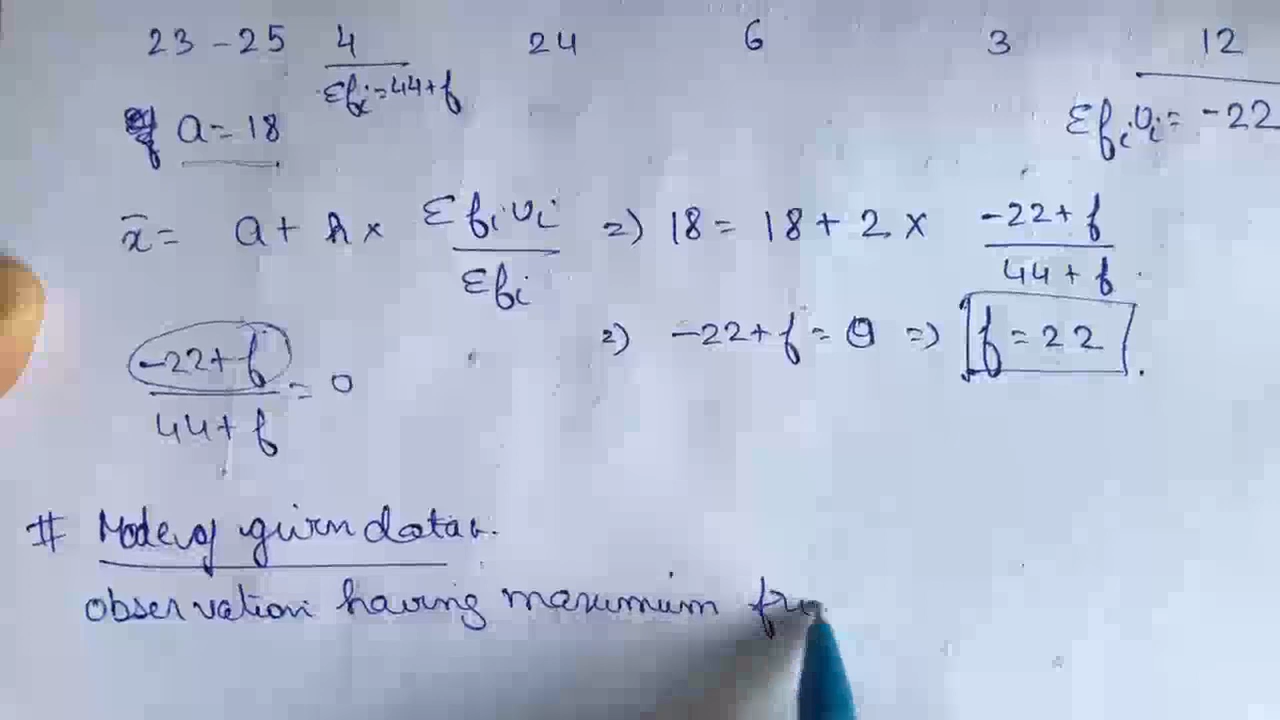 23 - 25 4 24 6 3 12
Σfi = 44 + f
Σfiui = -22
a = 18
x̄ = a + h × Σfiui / Σfi ⇒ 18 = 18 + 2 × -22 + f / 44 + f
-22 + f / 44 + f = 0
⇒ -22 + f = 0 ⇒ f = 22.
# Mode of given data.
observation having maximum fre